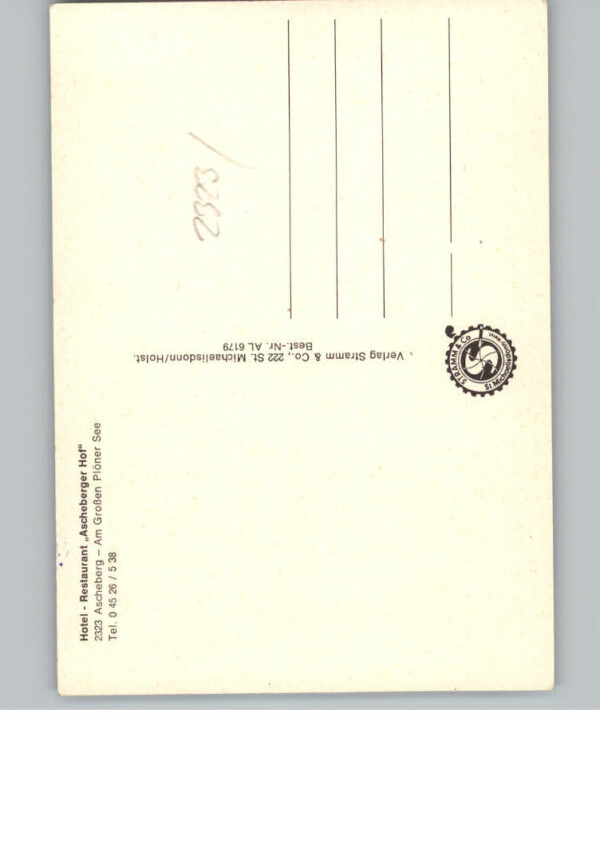 Hotel - Restaurant „Ascheberger Hof"
2323 Ascheberg – Am Großen Plöner See
Tel. 0 45 26 / 5 38
Verlag Stramm & Co., 222 St. Michaelisdonn/Holst.
Best.-Nr. AL 6179
STRAMM & Co
St Michaelisdonn